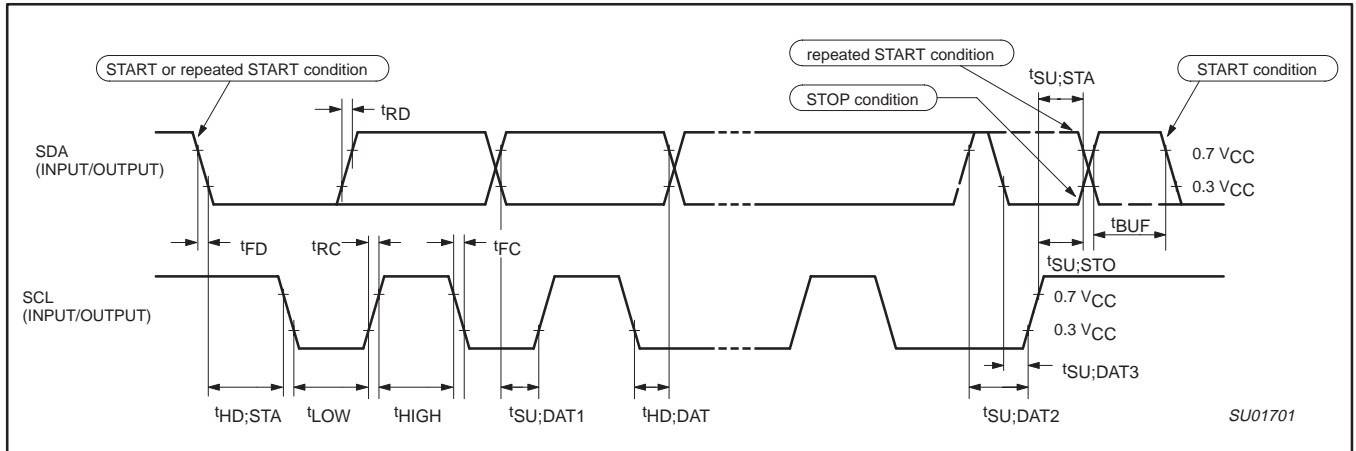 repeated START condition
tSU;STA
START condition
START or repeated START condition
STOP condition
tRD
SDA
(INPUT/OUTPUT)
0.7 VCC
0.3 VCC
tFD
tRC
tFC
tBUF
tSU;STO
SCL
(INPUT/OUTPUT)
0.7 VCC
0.3 VCC
tSU;DAT3
tHD;STA
tLOW
tHIGH
tSU;DAT1
tHD;DAT
tSU;DAT2
SU01701